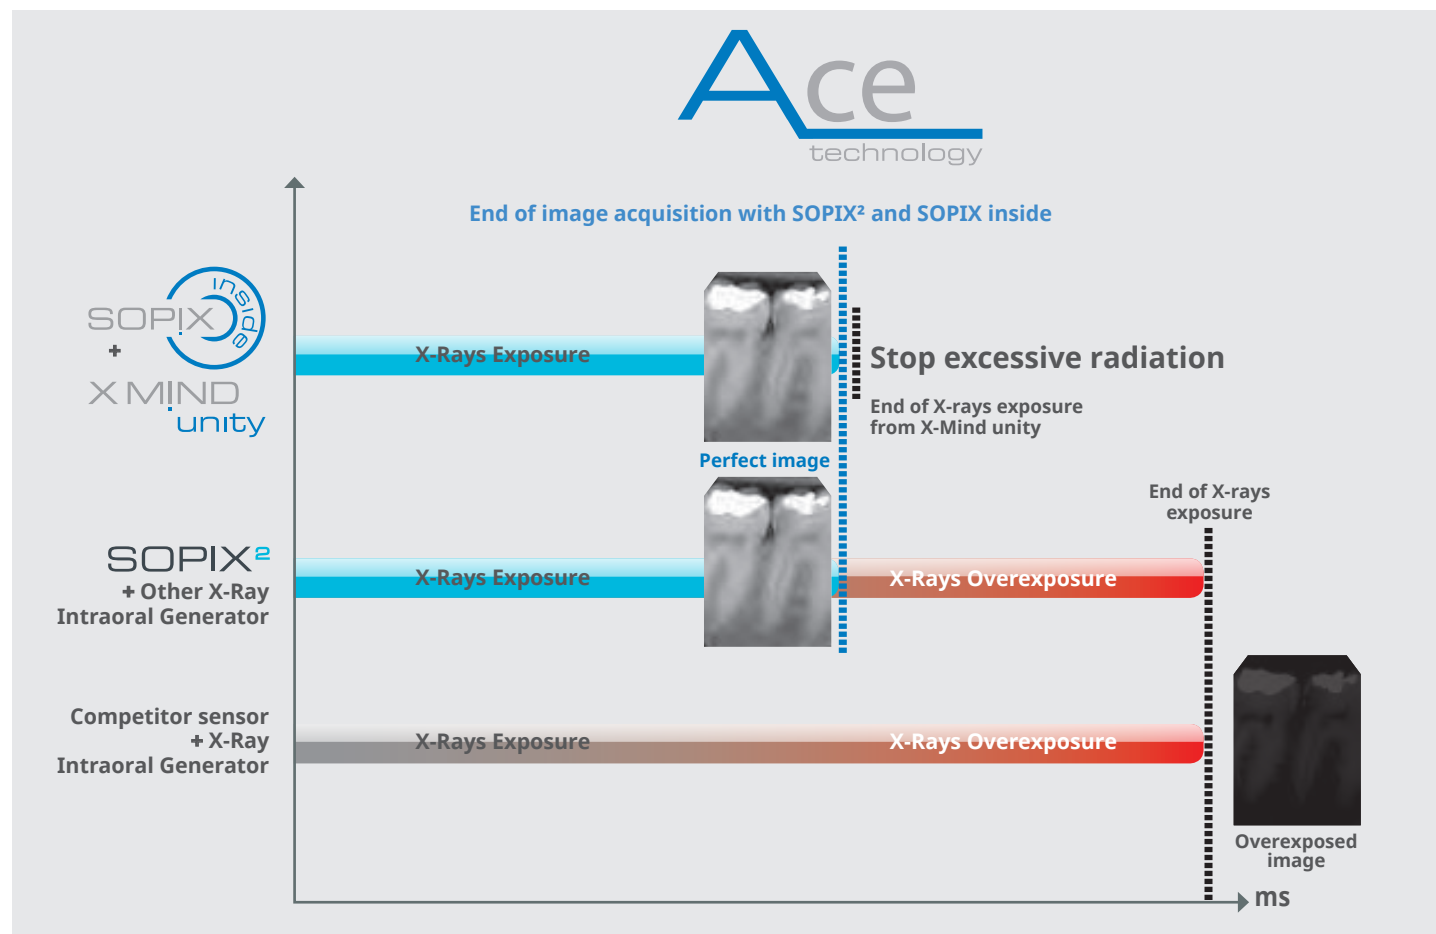 Ace
technology
End of image acquisition with SOPIX² and SOPIX inside
SOPIX inside
+
X MIND
unity
X-Rays Exposure
Stop excessive radiation
End of X-rays exposure
from X-Mind unity
Perfect image
End of X-rays
exposure
SOPIX²
+ Other X-Ray
Intraoral Generator
X-Rays Exposure
X-Rays Overexposure
Competitor sensor
+ X-Ray
Intraoral Generator
X-Rays Exposure
X-Rays Overexposure
Overexposed
image
ms